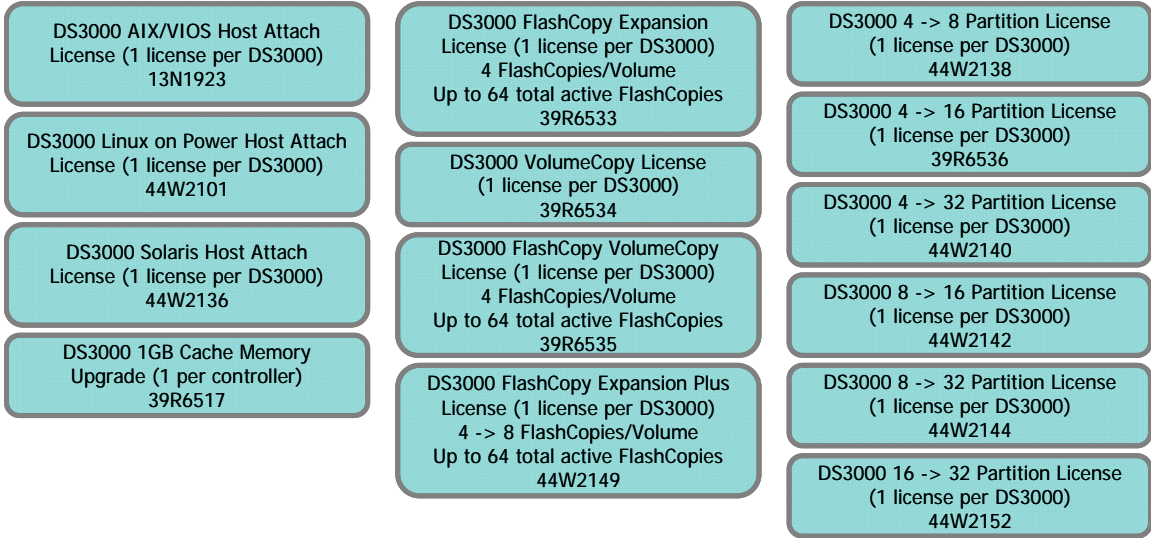 DS3000 AIX/VIOS Host Attach
License (1 license per DS3000)
13N1923
DS3000 Linux on Power Host Attach
License (1 license per DS3000)
44W2101
DS3000 Solaris Host Attach
License (1 license per DS3000)
44W2136
DS3000 1GB Cache Memory
Upgrade (1 per controller)
39R6517
DS3000 FlashCopy Expansion
License (1 license per DS3000)
4 FlashCopies/Volume
Up to 64 total active FlashCopies
39R6533
DS3000 VolumeCopy License
(1 license per DS3000)
39R6534
DS3000 FlashCopy VolumeCopy
License (1 license per DS3000)
4 FlashCopies/Volume
Up to 64 total active FlashCopies
39R6535
DS3000 FlashCopy Expansion Plus
License (1 license per DS3000)
4 -> 8 FlashCopies/Volume
Up to 64 total active FlashCopies
44W2149
DS3000 4 -> 8 Partition License
(1 license per DS3000)
44W2138
DS3000 4 -> 16 Partition License
(1 license per DS3000)
39R6536
DS3000 4 -> 32 Partition License
(1 license per DS3000)
44W2140
DS3000 8 -> 16 Partition License
(1 license per DS3000)
44W2142
DS3000 8 -> 32 Partition License
(1 license per DS3000)
44W2144
DS3000 16 -> 32 Partition License
(1 license per DS3000)
44W2152